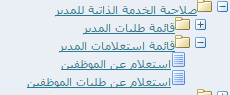 صلاحية الخدمة الذاتية للمدير
قائمة طلبات المدير
قائمة استعلامات المدير
استعلام عن الموظفين
استعلام عن طلبات الموظفين